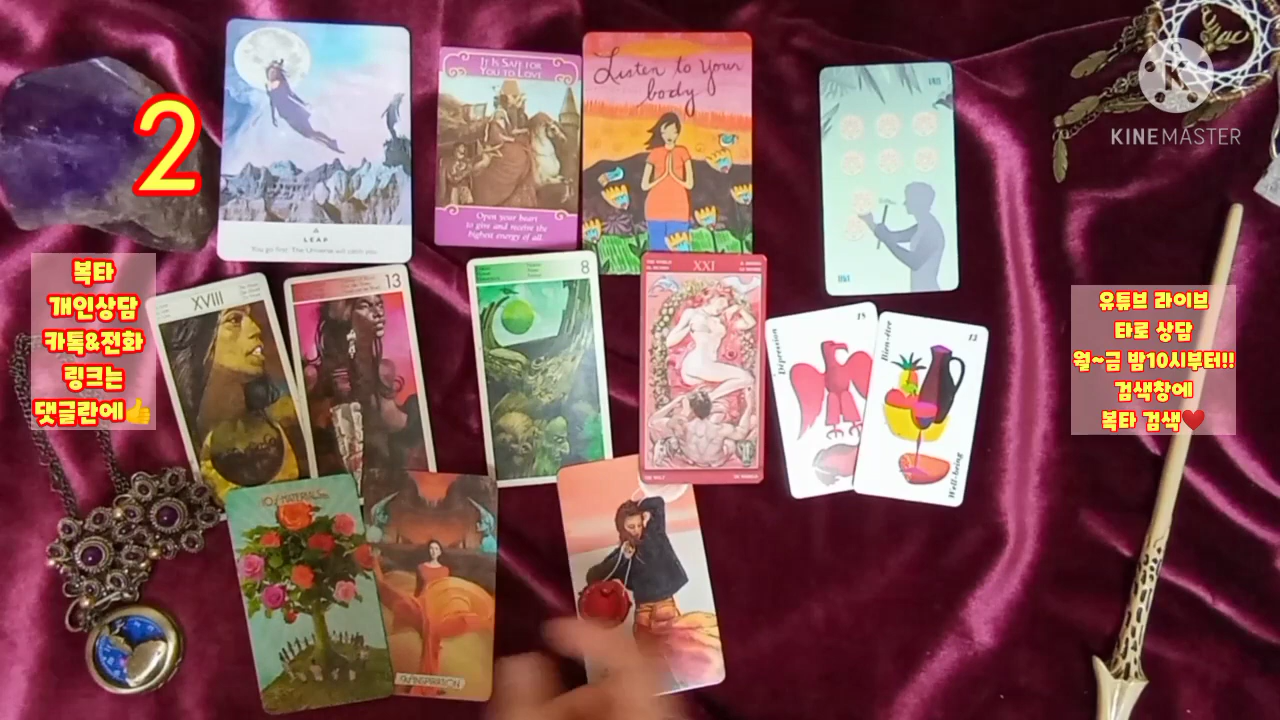 2
LEAP
You go first. The Universe will catch you.
IT IS SAFE FOR
YOU TO LOVE
Open your heart
to give and receive the
highest energy of all.
Listen to Your
body
KINEMASTER
복타
개인상담
카톡&전화
링크는
댓글란에👍
유튜브 라이브
타로 상담
월~금 밤10시부터!!
검색창에
복타 검색♥
XVIII
13
8
XXI
Dépression
15
Bien-être
13
Well-being